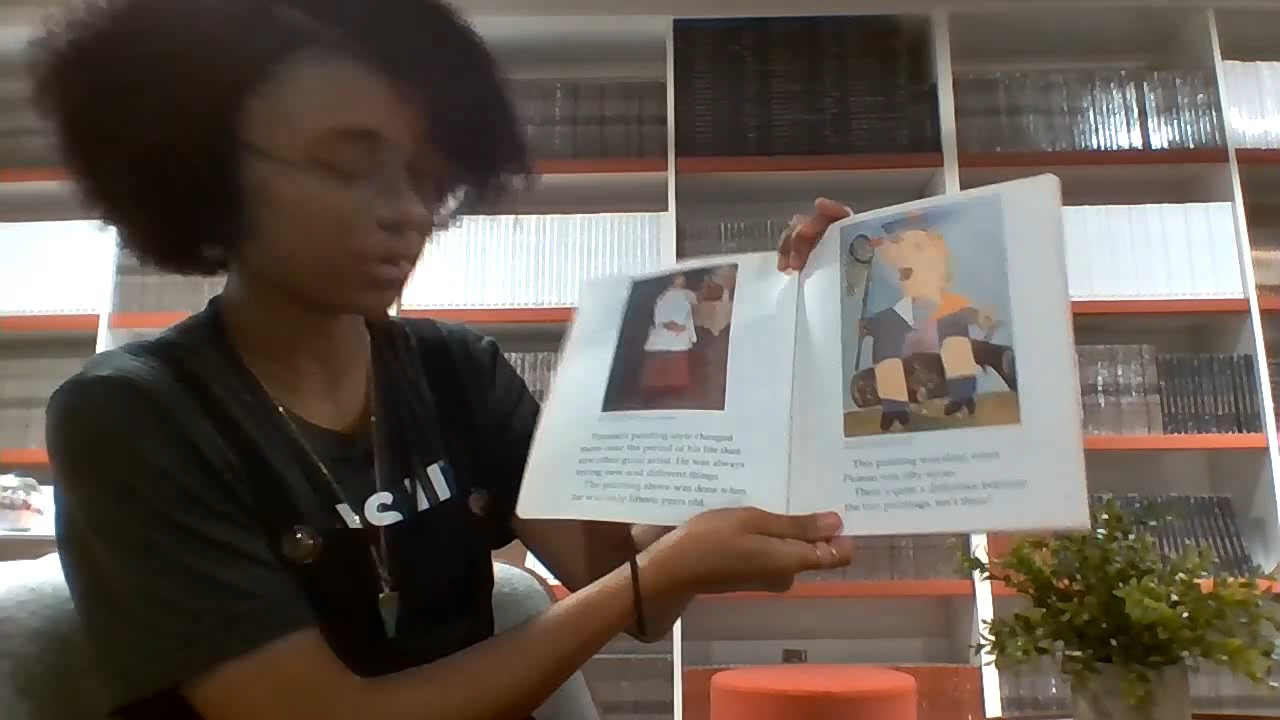 Picasso's painting style changed
more over the period of his life than
any other great artist. He was always
trying new and different things.
The painting above was done when
he was only fifteen years old.
This painting was done when
Picasso was fifty seven.
There's quite a difference between
the two paintings, isn't there?